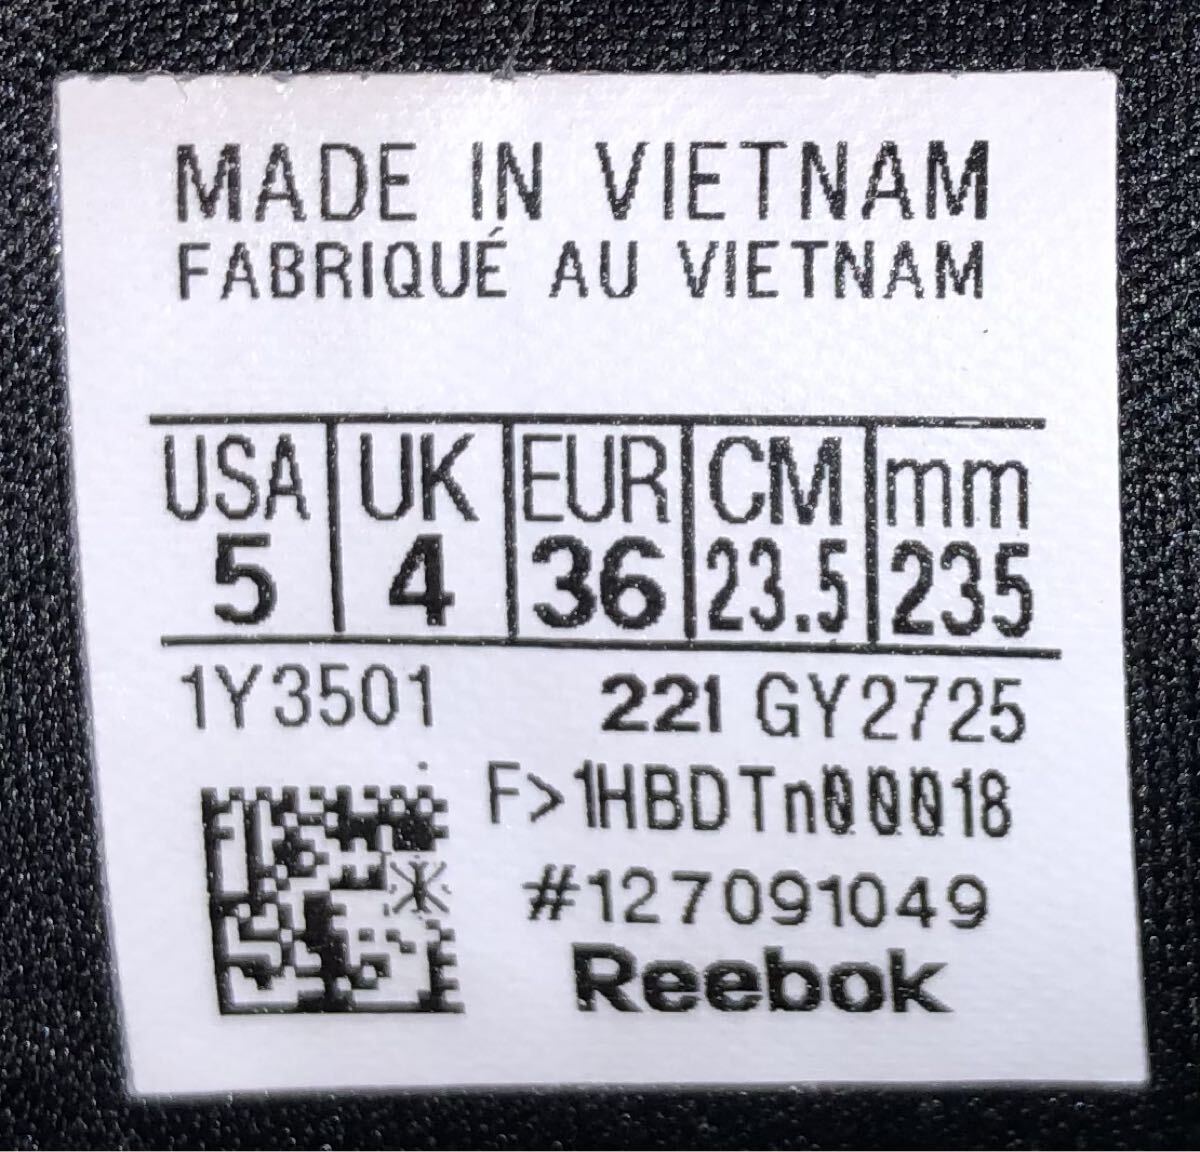 MADE IN VIETNAM
FABRIQUÉ AU VIETNAM
USA UK EUR CM mm
5 4 36 23.5 235
1Y3501 221 GY2725
F>1HBDTn00018
#127091049
Reebok